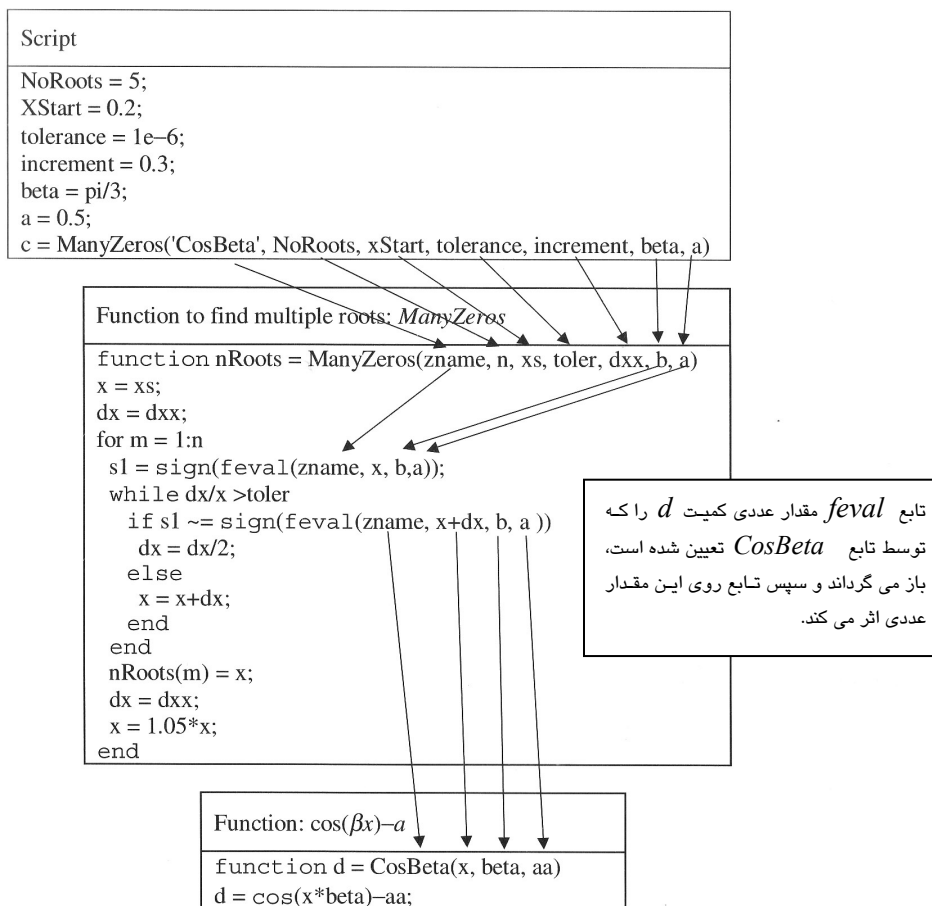 Script
NoRoots = 5;
XStart = 0.2;
tolerance = 1e–6;
increment = 0.3;
beta = pi/3;
a = 0.5;
c = ManyZeros('CosBeta', NoRoots, xStart, tolerance, increment, beta, a)
Function to find multiple roots: ManyZeros
function nRoots = ManyZeros(zname, n, xs, toler, dxx, b, a)
x = xs;
dx = dxx;
for m = 1:n
s1 = sign(feval(zname, x, b,a));
while dx/x >toler
if s1 ~= sign(feval(zname, x+dx, b, a ))
dx = dx/2;
else
x = x+dx;
end
end
nRoots(m) = x;
dx = dxx;
x = 1.05*x;
end
تابع feval مقدار عددی کمیت d را که
توسط تابع CosBeta تعیین شده است،
باز می گرداند و سپس تابع روی این مقدار
عددی اثر می کند.
Function: cos(βx)–a
function d = CosBeta(x, beta, aa)
d = cos(x*beta)–aa;